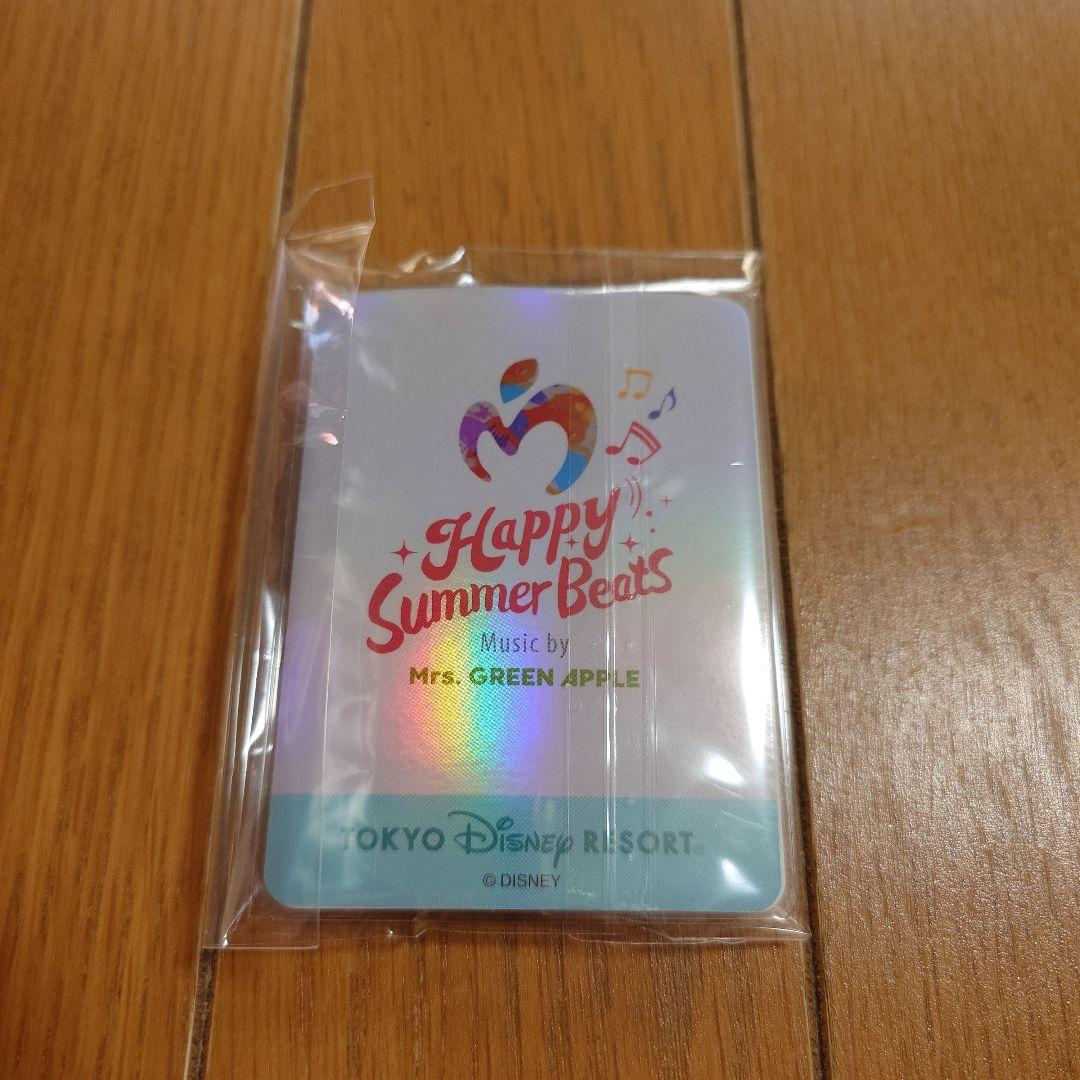 Happy
Summer Beats
Music by
Mrs. GREEN APPLE
TOKYO Disney RESORT®
© DISNEY